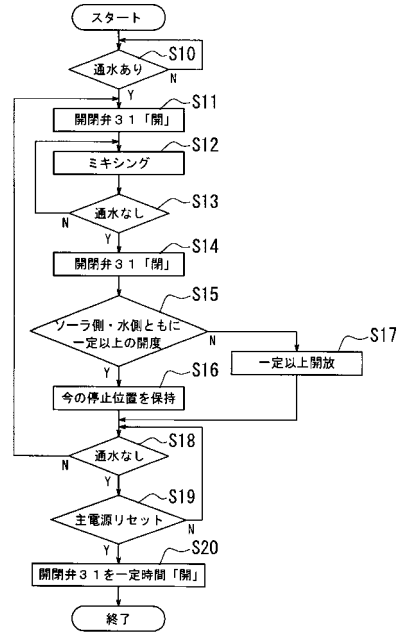 スタート
S10
通水あり
N
Y
S11
開閉弁31「開」
S12
ミキシング
S13
通水なし
N
Y
S14
開閉弁31「閉」
S15
ソーラ側・水側ともに
一定以上の開度
N
Y
S17
一定以上開放
S16
今の停止位置を保持
S18
通水なし
N
Y
S19
主電源リセット
N
Y
S20
開閉弁31を一定時間「開」
終了